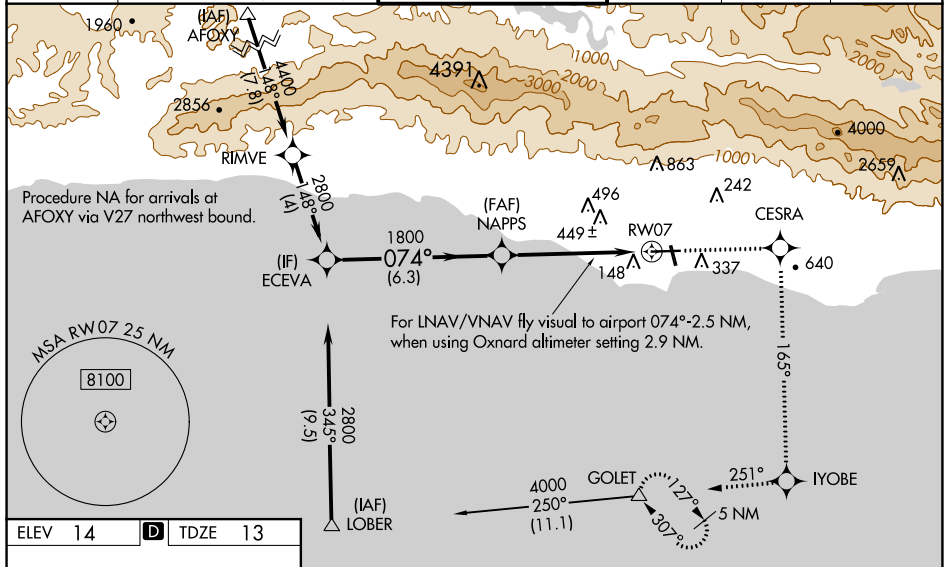 1960
(IAF)
AFOXY
4400
148°
(7.8)
4391
1000
2000
3000
2000
2856
4000
RIMVE
863
1000
2659
2800
148°
(4)
Procedure NA for arrivals at
AFOXY via V27 northwest bound.
496
242
(FAF)
NAPPS
449±
RW07
CESRA
(IF)
ECEVA
1800
074°
(6.3)
148
337
640
For LNAV/VNAV fly visual to airport 074°-2.5 NM,
when using Oxnard altimeter setting 2.9 NM.
MSA RW07 25 NM
8100
165°
2800
345°
(9.5)
(IAF)
LOBER
4000
250°
(11.1)
GOLET
127°
307°
5 NM
251°
IYOBE
ELEV 14 D TDZE 13